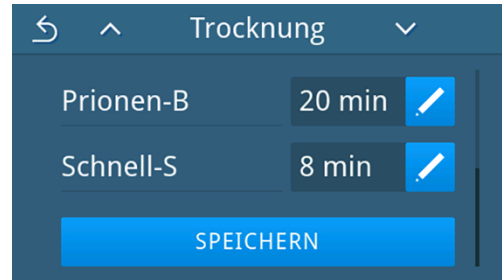 Trocknung
Prionen-B 20 min
Schnell-S 8 min
SPEICHERN